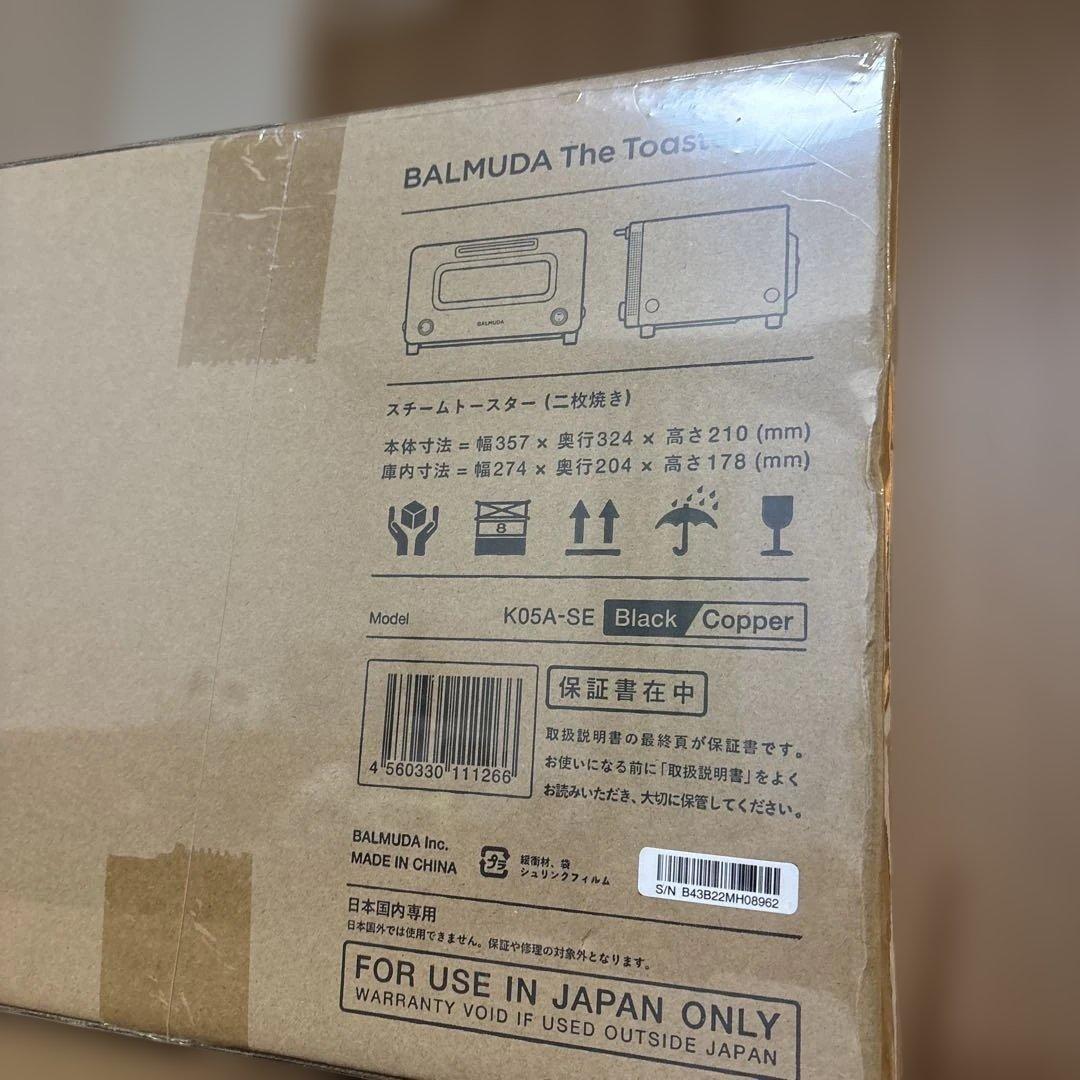 BALMUDA The Toast
BALMUDA
スチームトースター (二枚焼き)
本体寸法 = 幅357 × 奥行324 × 高さ210 (mm)
庫内寸法 = 幅274 × 奥行204 × 高さ178 (mm)
8
Model K05A-SE Black Copper
保証書在中
取扱説明書の最終頁が保証書です。
お使いになる前に「取扱説明書」をよく
お読みいただき、大切に保管してください。
4 560330 111266
BALMUDA Inc.
MADE IN CHINA
プラ
緩衝材、袋
シュリンクフィルム
S/N B43B22MH08962
日本国内専用
日本国外では使用できません。保証や修理の対象外となります。
FOR USE IN JAPAN ONLY
WARRANTY VOID IF USED OUTSIDE JAPAN